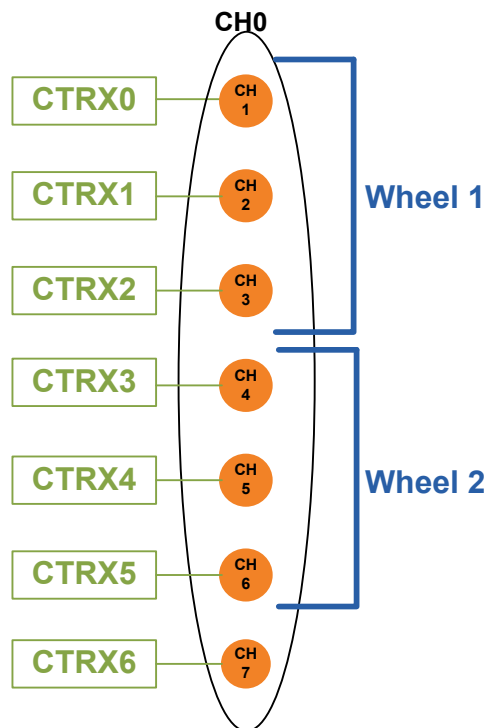 CH0
CTRX0
CH
1
CTRX1
CH
2
Wheel 1
CTRX2
CH
3
CTRX3
CH
4
CTRX4
CH
5
Wheel 2
CTRX5
CH
6
CTRX6
CH
7